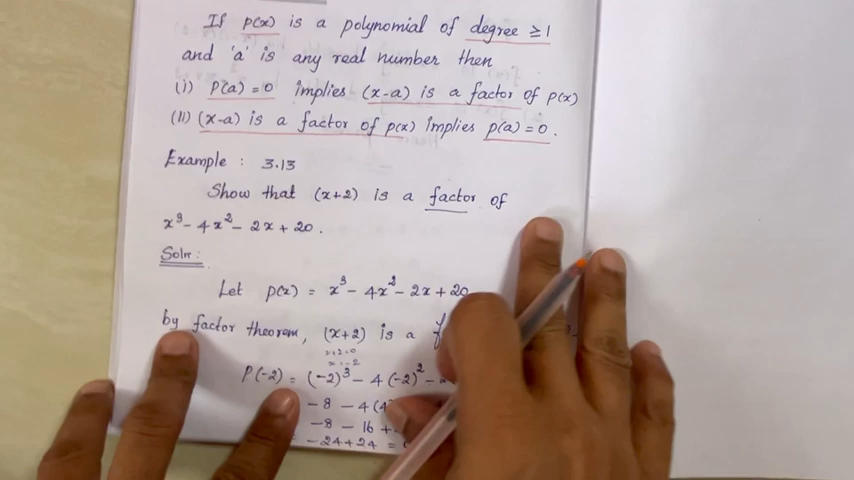 If p(x) is a polynomial of degree ≥1
and 'a' is any real number then
(i) P(a) = 0 implies (x-a) is a factor of p(x)
(II) (x-a) is a factor of p(x) implies p(a) = 0.
Example : 3.13
Show that (x+2) is a factor of
x³ - 4x² - 2x + 20.
Soln:
Let p(x) = x³ - 4x² - 2x + 20
by factor theorem, (x+2) is a
x+2=0
x=-2
P(-2) = (-2)³ - 4(-2)² -
-8 - 4(4
-8 - 16 +
= -24+24 =